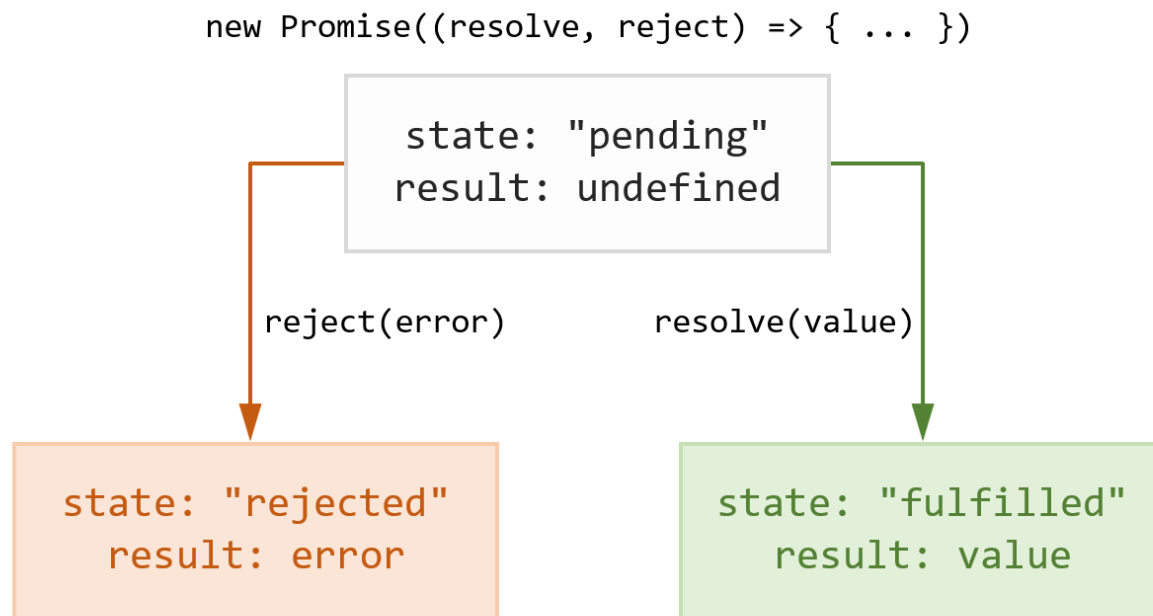 new Promise((resolve, reject) => { ... })
state: "pending"
result: undefined
reject(error)
resolve(value)
state: "rejected"
result: error
state: "fulfilled"
result: value